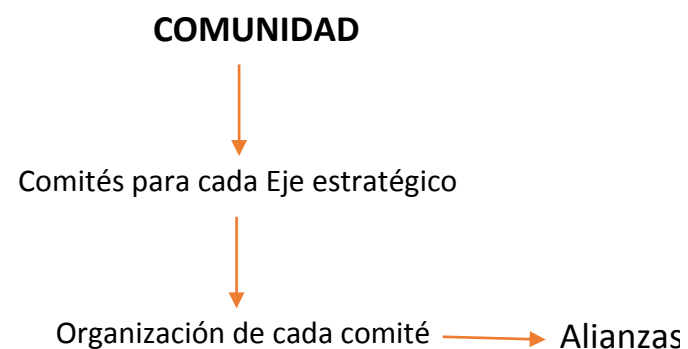 COMUNIDAD
Comités para cada Eje estratégico
Organización de cada comité
Alianzas